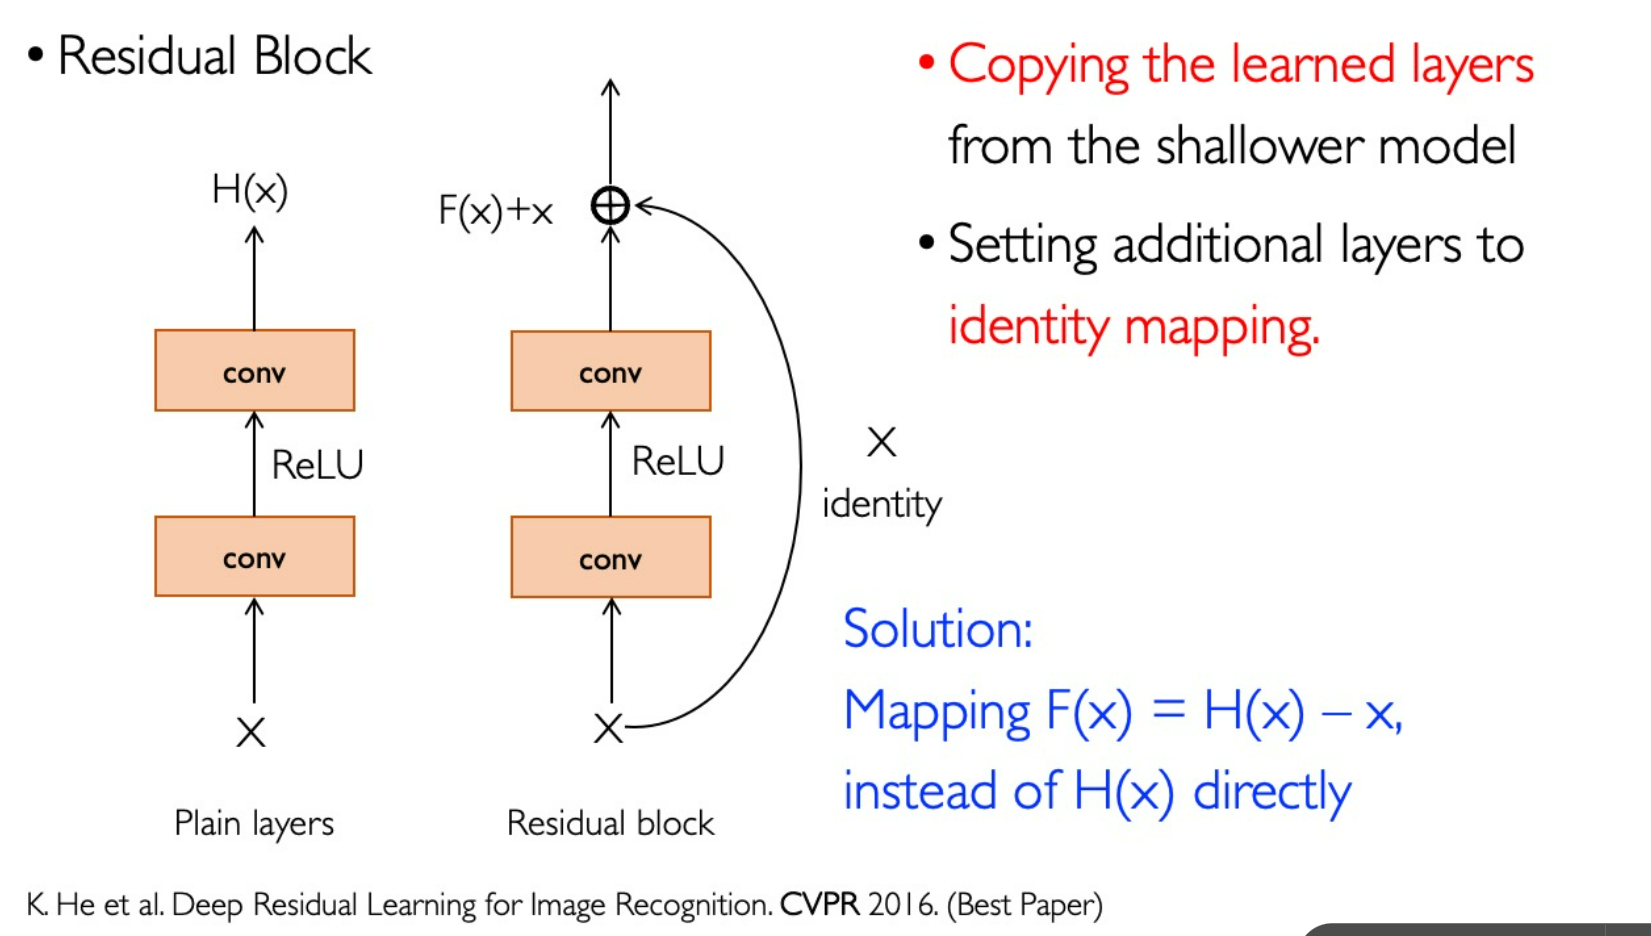 • Residual Block
H(x)
conv
ReLU
conv
X
Plain layers
F(x)+x
conv
ReLU
conv
X
Residual block
X
identity
• Copying the learned layers
from the shallower model
• Setting additional layers to
identity mapping.
Solution:
Mapping F(x) = H(x) – x,
instead of H(x) directly
K. He et al. Deep Residual Learning for Image Recognition. CVPR 2016. (Best Paper)